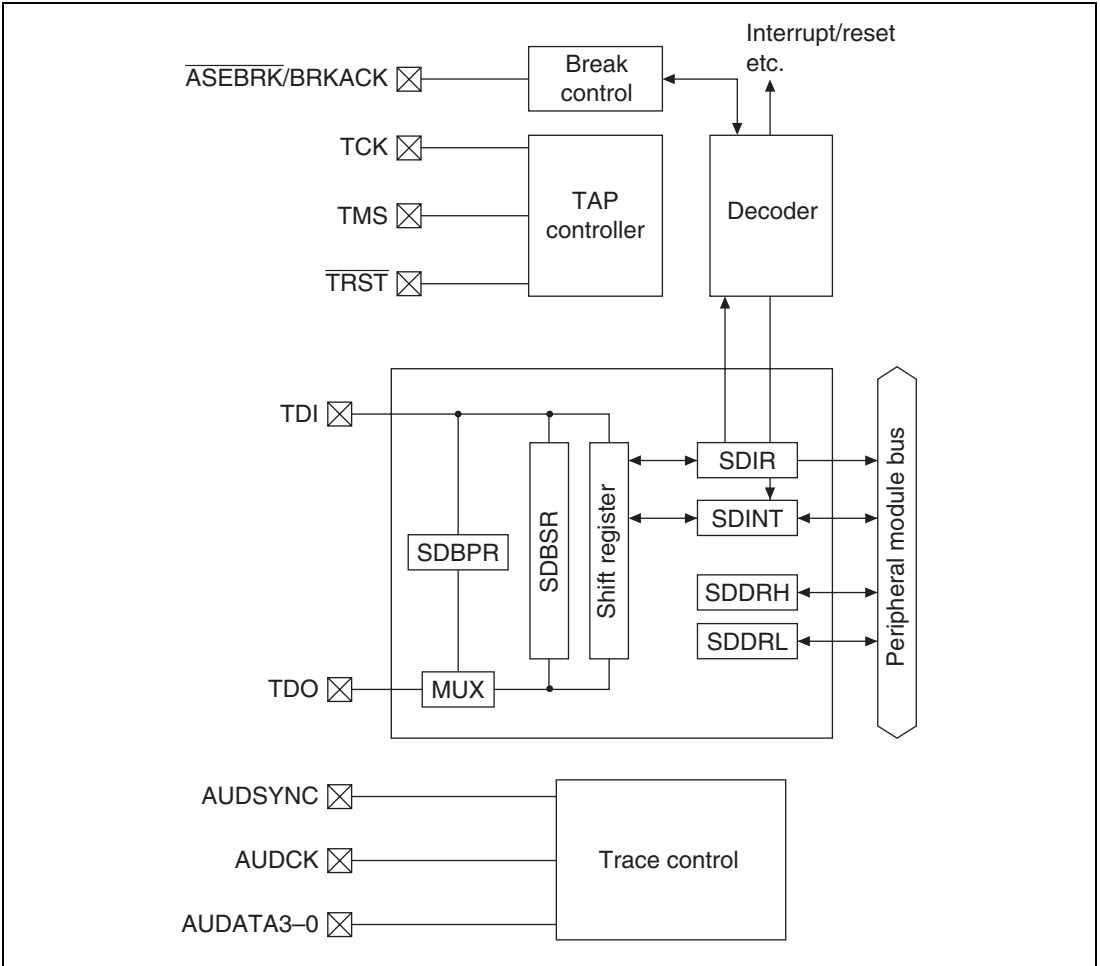 Interrupt/reset
etc.
ASEBRK/BRKACK
Break
control
TCK
TMS
TRST
TAP
controller
Decoder
TDI
SDBPR
SDBSR
Shift register
SDIR
SDINT
SDDRH
SDDRL
Peripheral module bus
TDO
MUX
AUDSYNC
AUDCK
AUDATA3–0
Trace control